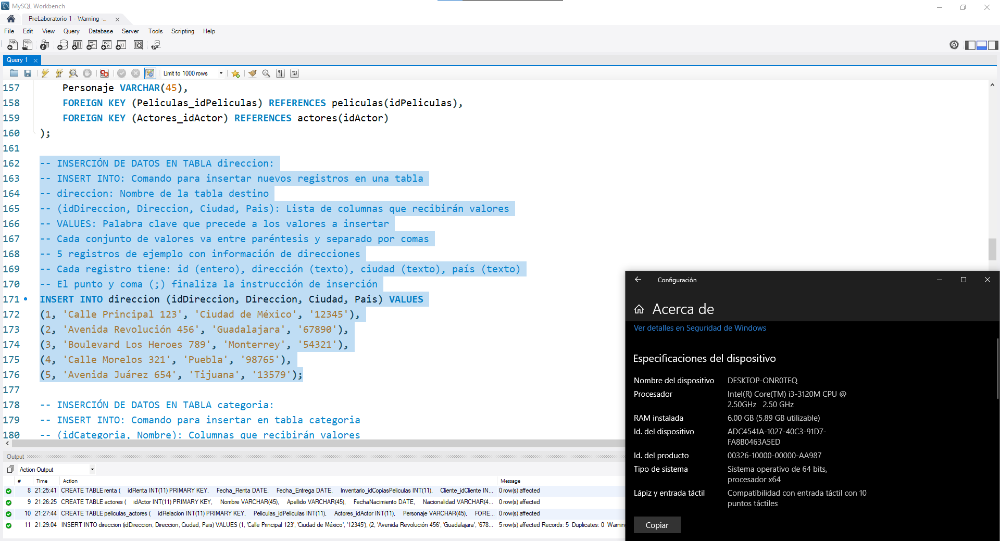 MySQL Workbench
PreLaboratorio 1 - Warning -...
File Edit View Query Database Server Tools Scripting Help
Query 1
Limit to 1000 rows
157 Personaje VARCHAR(45),
158 FOREIGN KEY (Peliculas_idPeliculas) REFERENCES peliculas(idPeliculas),
159 FOREIGN KEY (Actores_idActor) REFERENCES actores(idActor)
160 );
161
162 -- INSERCIÓN DE DATOS EN TABLA direccion:
163 -- INSERT INTO: Comando para insertar nuevos registros en una tabla
164 -- direccion: Nombre de la tabla destino
165 -- (idDireccion, Direccion, Ciudad, Pais): Lista de columnas que recibirán valores
166 -- VALUES: Palabra clave que precede a los valores a insertar
167 -- Cada conjunto de valores va entre paréntesis y separado por comas
168 -- 5 registros de ejemplo con información de direcciones
169 -- Cada registro tiene: id (entero), dirección (texto), ciudad (texto), país (texto)
170 -- El punto y coma (;) finaliza la instrucción de inserción
171 INSERT INTO direccion (idDireccion, Direccion, Ciudad, Pais) VALUES
172 (1, 'Calle Principal 123', 'Ciudad de México', '12345'),
173 (2, 'Avenida Revolución 456', 'Guadalajara', '67890'),
174 (3, 'Boulevard Los Heroes 789', 'Monterrey', '54321'),
175 (4, 'Calle Morelos 321', 'Puebla', '98765'),
176 (5, 'Avenida Juárez 654', 'Tijuana', '13579');
177
178 -- INSERCIÓN DE DATOS EN TABLA categoria:
179 -- INSERT INTO: Comando para insertar en tabla categoria
180 -- (idCategoria, Nombre): Columnas que recibirán valores
Output
Action Output
# Time Action Message
8 21:25:41 CREATE TABLE renta ( idRenta INT(11) PRIMARY KEY, Fecha_Renta DATE, Fecha_Entrega DATE, Inventario_idCopiasPeliculas INT(11), Cliente_idCliente IN... 0 row(s) affected
9 21:26:25 CREATE TABLE actores ( idActor INT(11) PRIMARY KEY, Nombre VARCHAR(45), Apellido VARCHAR(45), FechaNacimiento DATE, Nacionalidad VARCHAR(4... 0 row(s) affected
10 21:27:44 CREATE TABLE peliculas_actores ( idRelacion INT(11) PRIMARY KEY, Peliculas_idPeliculas INT(11), Actores_idActor INT(11), Personaje VARCHAR(45), FORE... 0 row(s) affected
11 21:29:04 INSERT INTO direccion (idDireccion, Direccion, Ciudad, Pais) VALUES (1, 'Calle Principal 123', 'Ciudad de México', '12345'), (2, 'Avenida Revolución 456', 'Guadalajara', '678... 5 row(s) affected Records: 5 Duplicates: 0 Warnin
Configuración
Acerca de
Ver detalles en Seguridad de Windows
Especificaciones del dispositivo
Nombre del dispositivo DESKTOP-ONR0TEQ
Procesador Intel(R) Core(TM) i3-3120M CPU @
2.50GHz 2.50 GHz
RAM instalada 6.00 GB (5.89 GB utilizable)
Id. del dispositivo ADC4541A-1027-40C3-91D7-
FA8B0463A5ED
Id. del producto 00326-10000-00000-AA987
Tipo de sistema Sistema operativo de 64 bits,
procesador x64
Lápiz y entrada táctil Compatibilidad con entrada táctil con 10
puntos táctiles
Copiar